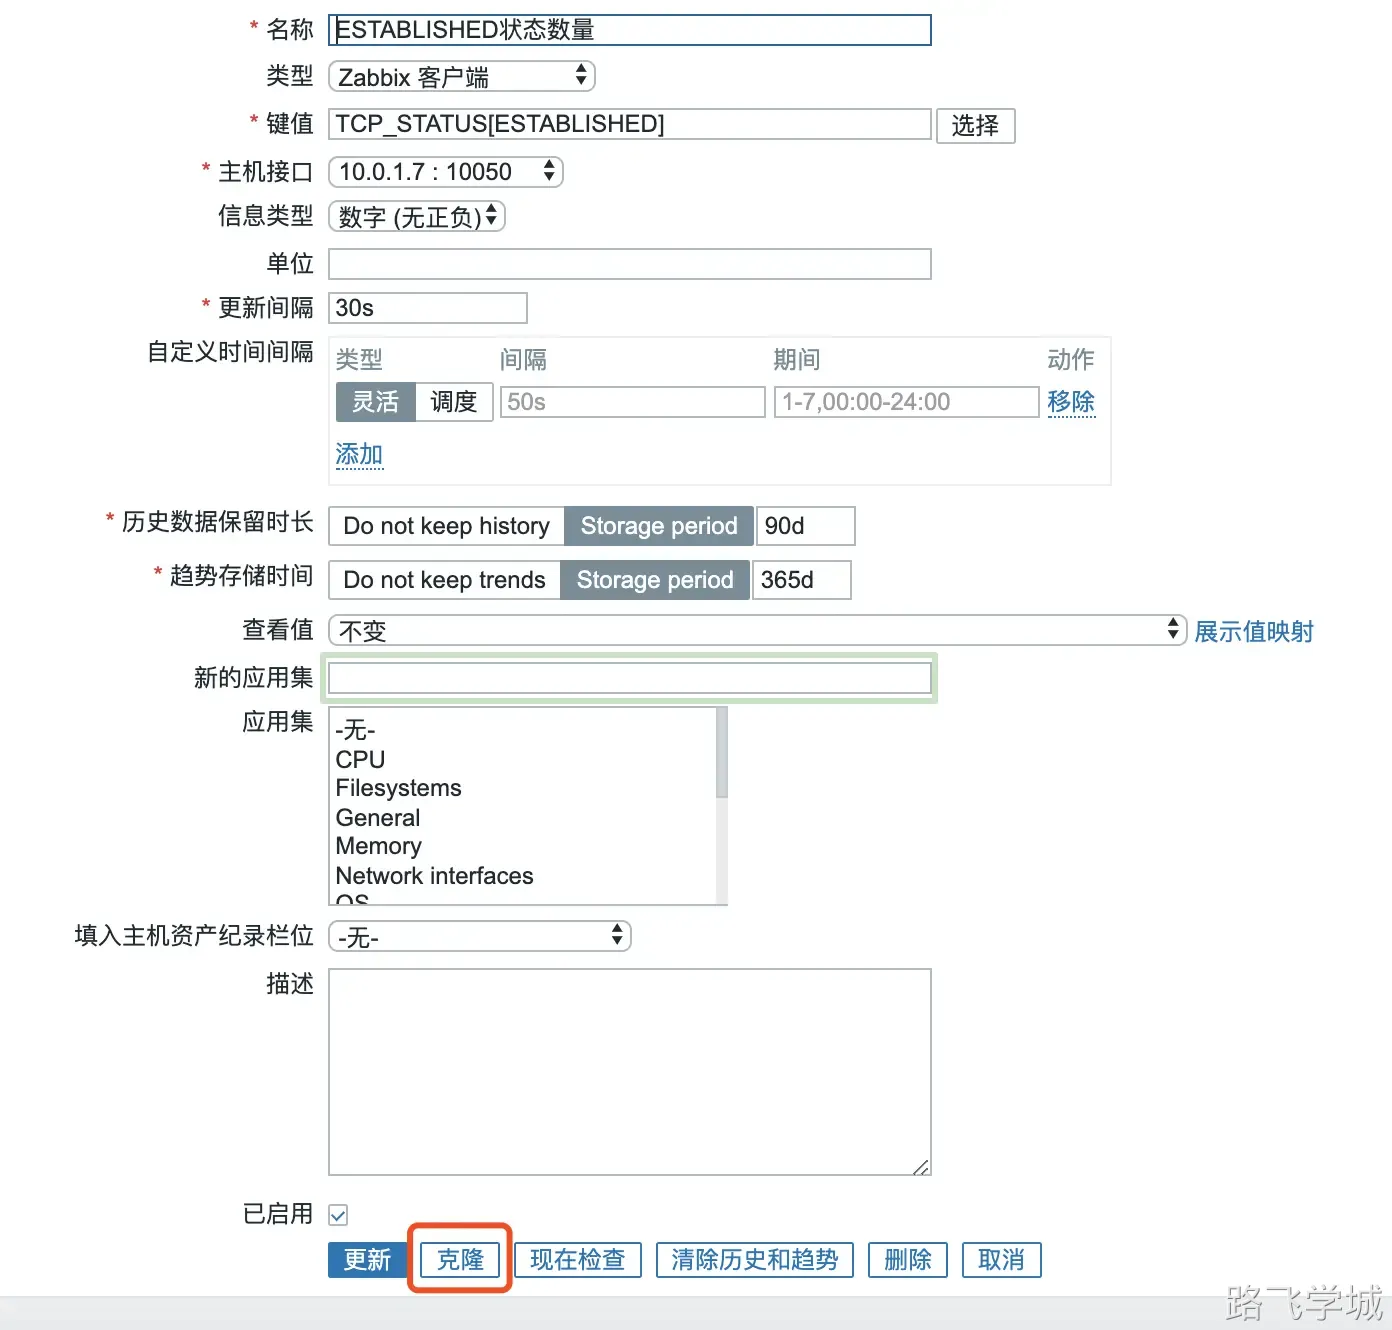 * 名称 ESTABLISHED状态数量
类型 Zabbix 客户端
* 键值 TCP_STATUS[ESTABLISHED] 选择
* 主机接口 10.0.1.7 : 10050
信息类型 数字 (无正负)
单位
* 更新间隔 30s
自定义时间间隔 类型 间隔 期间 动作
灵活 调度 50s 1-7,00:00-24:00 移除
添加
* 历史数据保留时长 Do not keep history Storage period 90d
* 趋势存储时间 Do not keep trends Storage period 365d
查看值 不变 展示值映射
新的应用集
应用集 -无-
CPU
Filesystems
General
Memory
Network interfaces
OS
填入主机资产纪录栏位 -无-
描述
已启用
更新 克隆 现在检查 清除历史和趋势 删除 取消
路飞学城